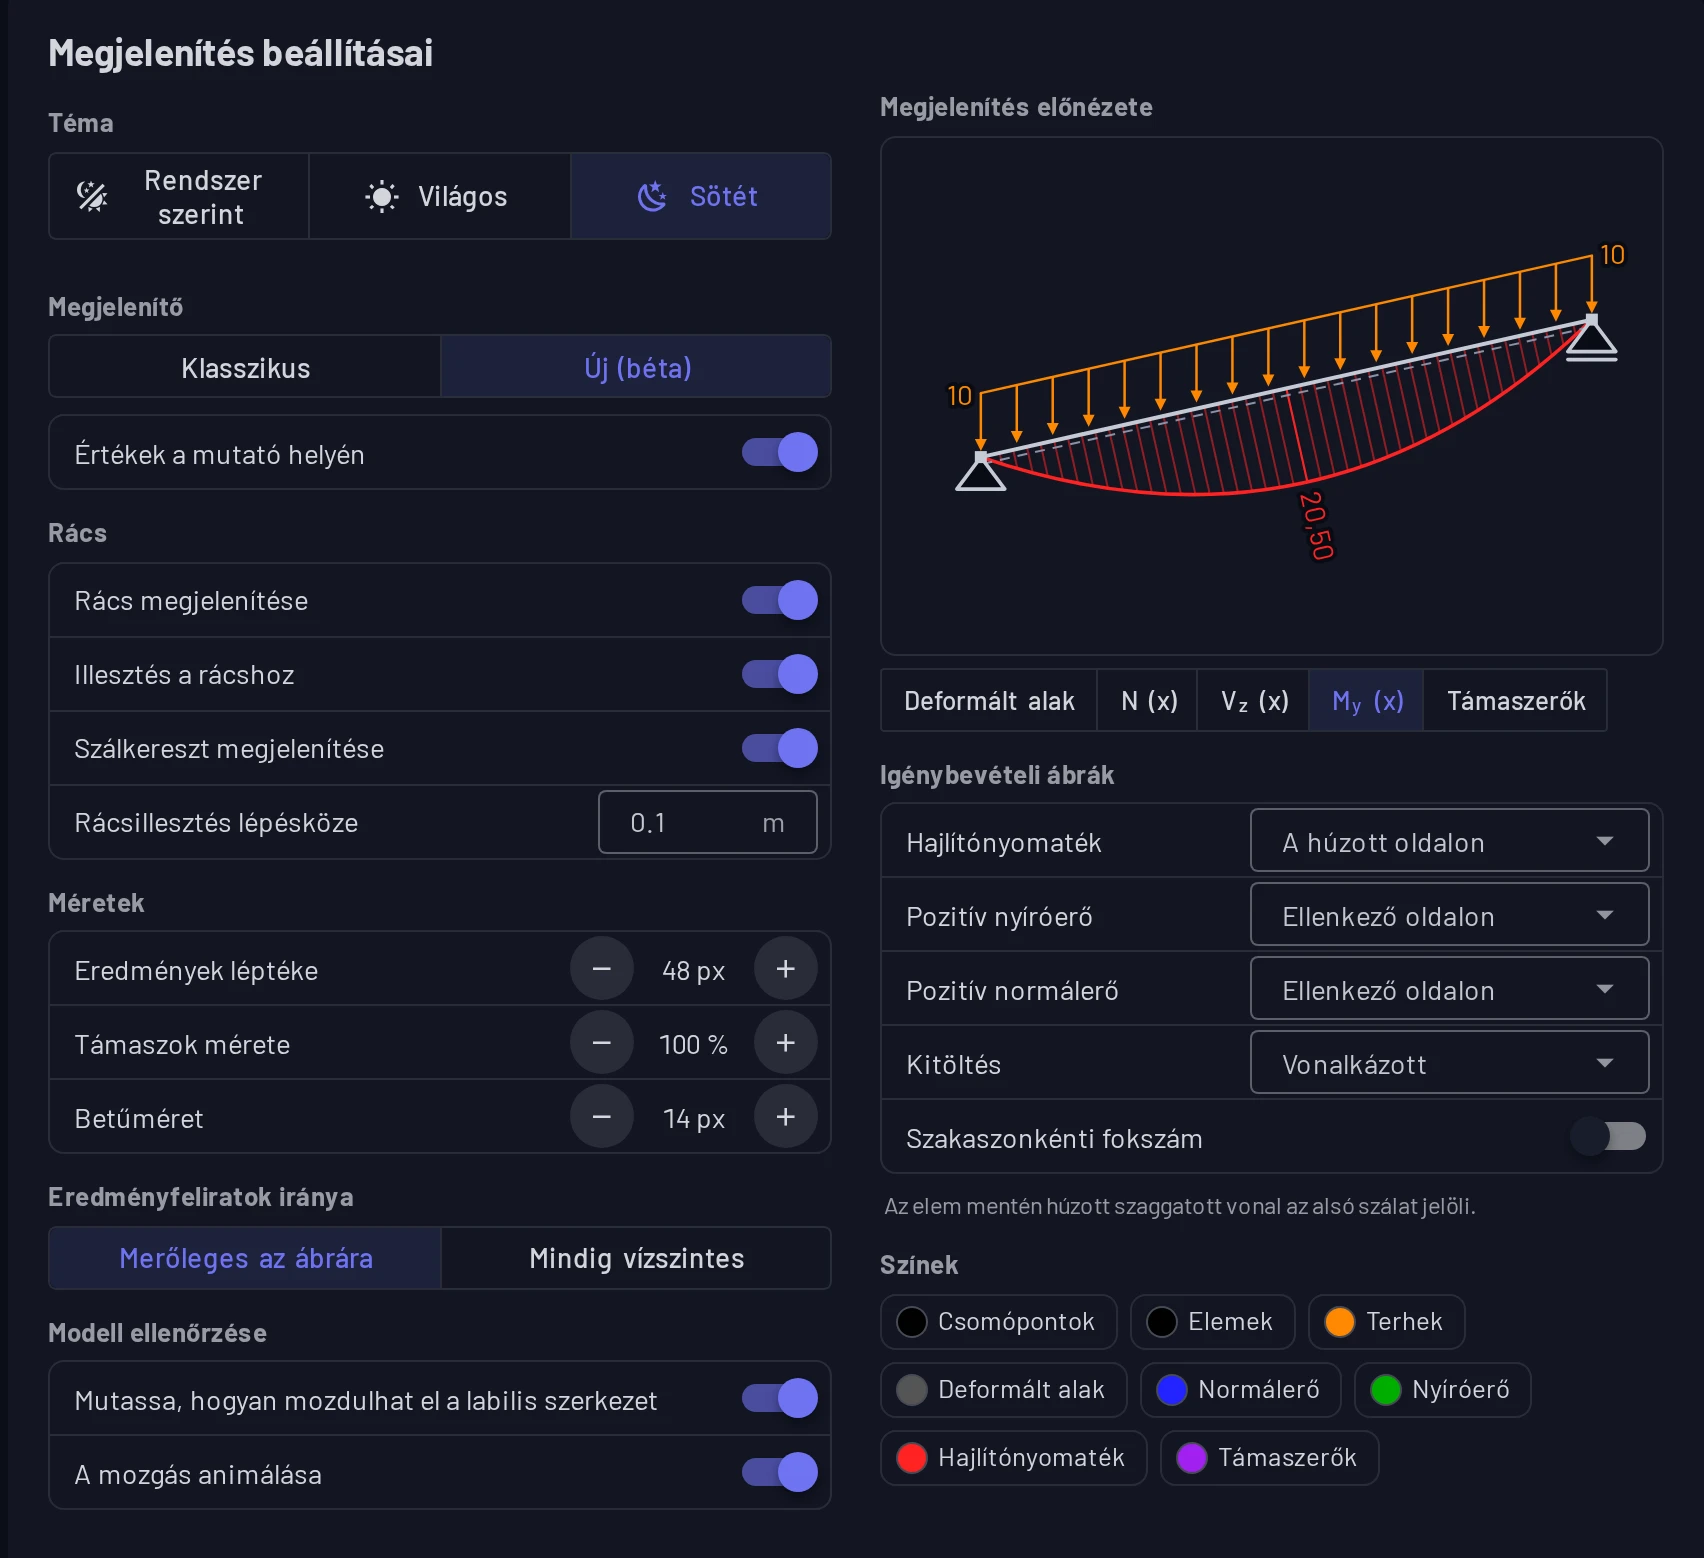 Megjelenítés beállításai
Téma
Rendszer
szerint
Világos
Sötét
Megjelenítő
Klasszikus
Új (béta)
Értékek a mutató helyén
Rács
Rács megjelenítése
Illesztés a rácshoz
Szálkereszt megjelenítése
Rácsillesztés lépésköze
0.1 m
Méretek
Eredmények léptéke
− 48 px +
Támaszok mérete
− 100 % +
Betűméret
− 14 px +
Eredményfeliratok iránya
Merőleges az ábrára
Mindig vízszintes
Modell ellenőrzése
Mutassa, hogyan mozdulhat el a labilis szerkezet
A mozgás animálása
Megjelenítés előnézete
10
10
20,50
Deformált alak
N (x)
Vz (x)
My (x)
Támaszerők
Igénybevételi ábrák
Hajlítónyomaték
A húzott oldalon
Pozitív nyíróerő
Ellenkező oldalon
Pozitív normálerő
Ellenkező oldalon
Kitöltés
Vonalkázott
Szakaszonkénti fokszám
Az elem mentén húzott szaggatott vonal az alsó szálat jelöli.
Színek
Csomópontok
Elemek
Terhek
Deformált alak
Normálerő
Nyíróerő
Hajlítónyomaték
Támaszerők